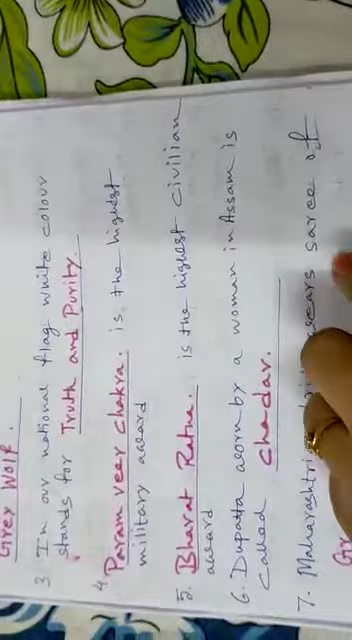 Grey Wolf.
3 In our national flag white colour
stands for Truth and Purity.
4. Param veer chakra. is the highest
military award
5. Bharat Ratna. is the highest civilian
award
6. Dupatta worn by a woman in Assam is
called chadar.
7. Maharashtri wears saree of
Gr